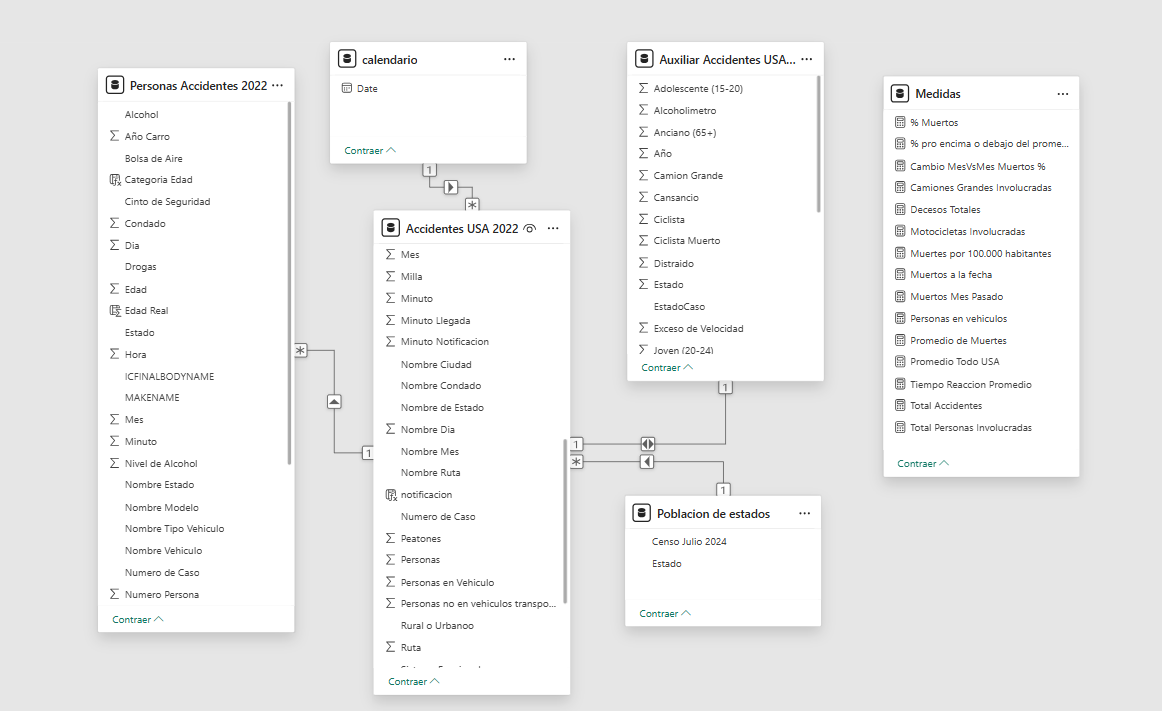 Personas Accidentes 2022
Alcohol
Año Carro
Bolsa de Aire
Categoria Edad
Cinto de Seguridad
Condado
Dia
Drogas
Edad
Edad Real
Estado
Hora
ICFINALBODYNAME
MAKENAME
Mes
Minuto
Nivel de Alcohol
Nombre Estado
Nombre Modelo
Nombre Tipo Vehiculo
Nombre Vehiculo
Numero de Caso
Numero Persona
Contraer
calendario
Date
Contraer
1
*
Accidentes USA 2022
Mes
Milla
Minuto
Minuto Llegada
Minuto Notificacion
Nombre Ciudad
Nombre Condado
Nombre de Estado
Nombre Dia
Nombre Mes
Nombre Ruta
notificacion
Numero de Caso
Peatones
Personas
Personas en Vehiculo
Personas no en vehiculos transpo...
Rural o Urbanoo
Ruta
Contraer
*
1
1
*
1
1
Auxiliar Accidentes USA...
Adolescente (15-20)
Alcoholimetro
Anciano (65+)
Año
Camion Grande
Cansancio
Ciclista
Ciclista Muerto
Distraido
Estado
EstadoCaso
Exceso de Velocidad
Joven (20-24)
Contraer
Poblacion de estados
Censo Julio 2024
Estado
Contraer
Medidas
% Muertos
% pro encima o debajo del prome...
Cambio MesVsMes Muertos %
Camiones Grandes Involucradas
Decesos Totales
Motocicletas Involucradas
Muertes por 100.000 habitantes
Muertos a la fecha
Muertos Mes Pasado
Personas en vehiculos
Promedio de Muertes
Promedio Todo USA
Tiempo Reaccion Promedio
Total Accidentes
Total Personas Involucradas
Contraer